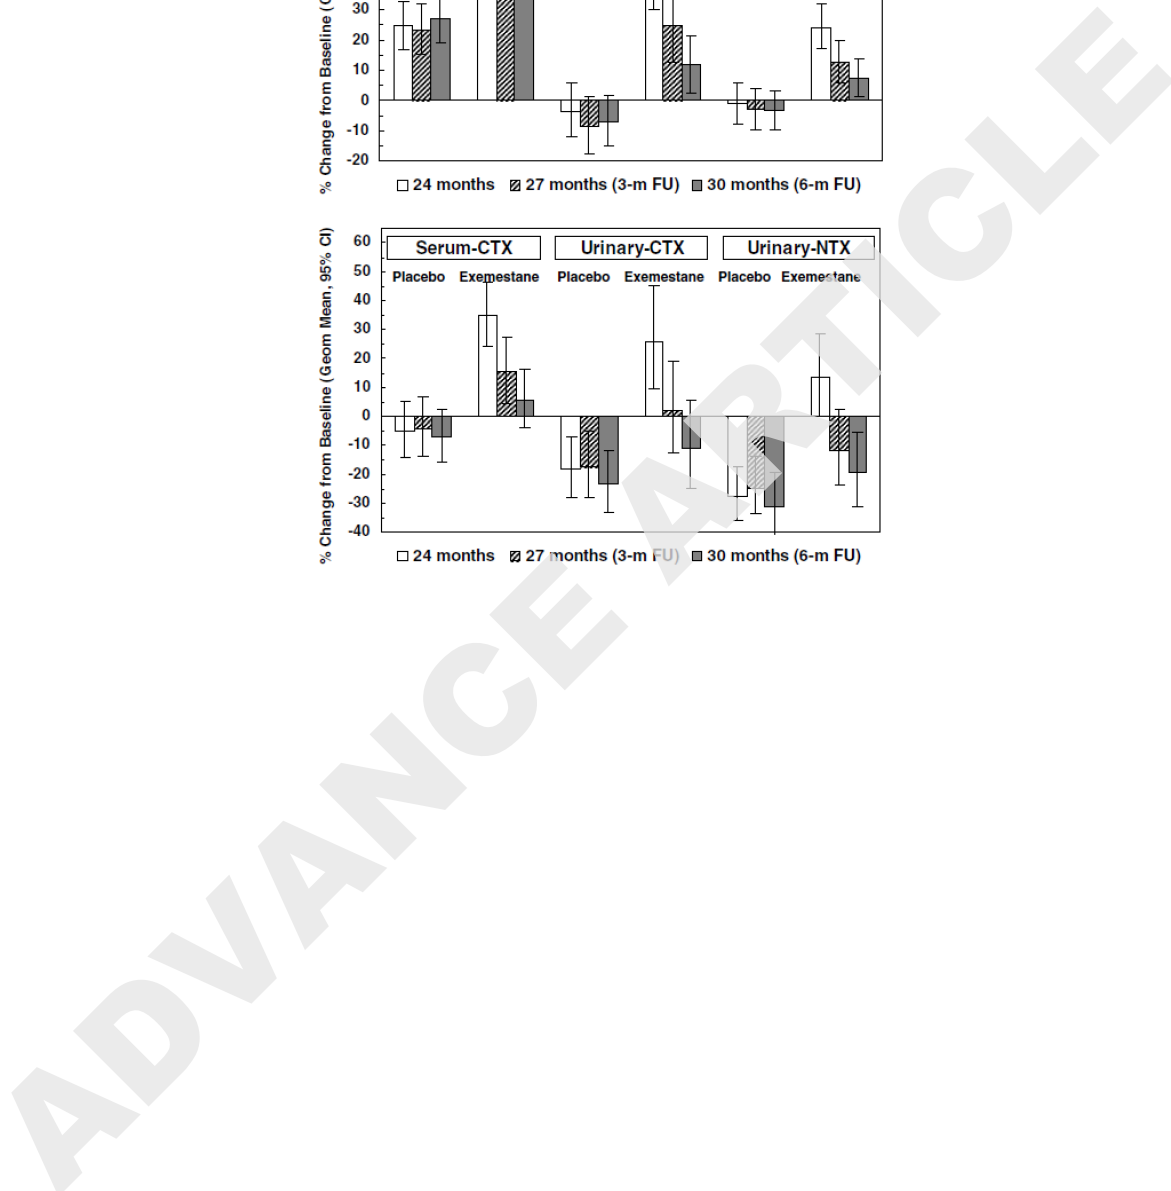 30
20
10
0
-10
-20
% Change from Baseline (
24 months 27 months (3-m FU) 30 months (6-m FU)
% Change from Baseline (Geom Mean, 95% CI)
60
50
40
30
20
10
0
-10
-20
-30
-40
Serum-CTX Urinary-CTX Urinary-NTX
Placebo Exemestane Placebo Exemestane Placebo Exemestane
24 months 27 months (3-m FU) 30 months (6-m FU)
ADVANCE ARTICLE